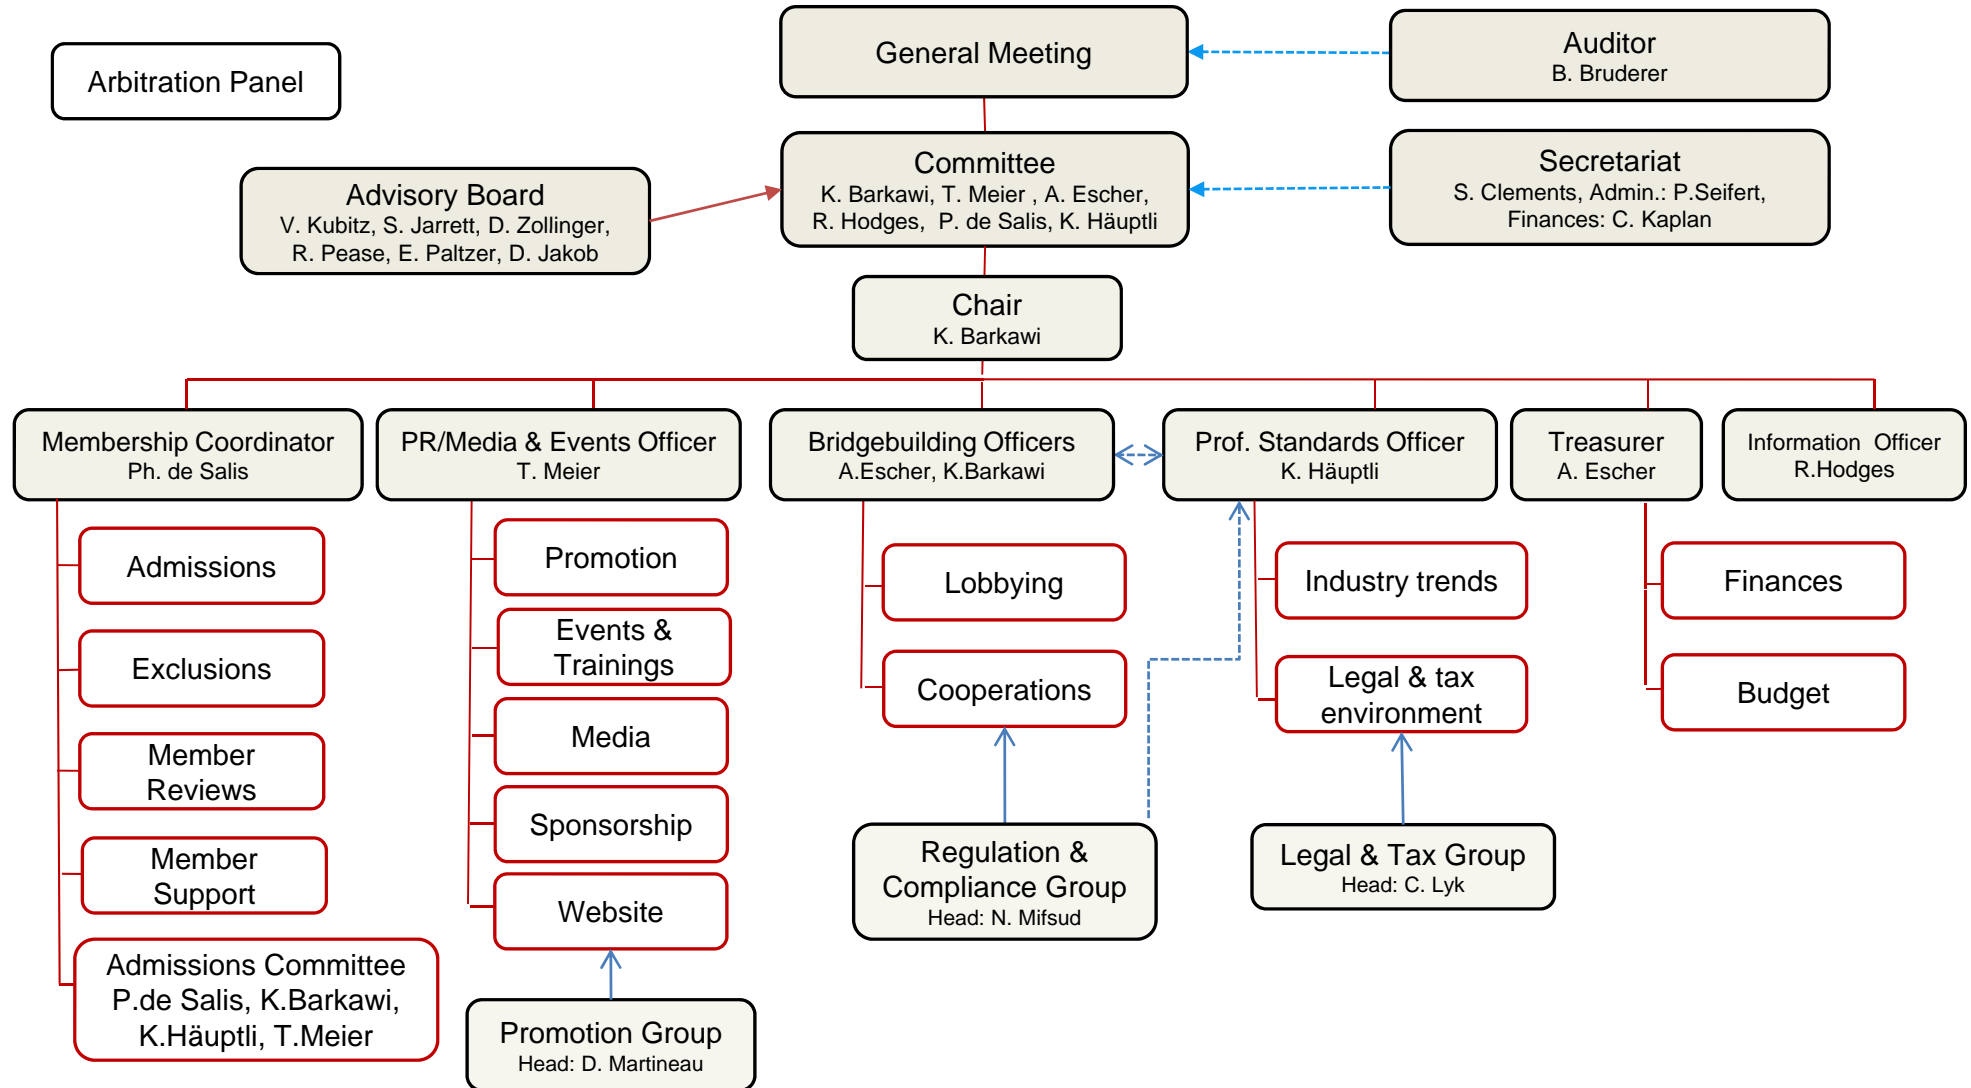 General Meeting
Auditor
B. Bruderer
Arbitration Panel
Committee
K. Barkawi, T. Meier , A. Escher,
R. Hodges, P. de Salis, K. Häuptli
Secretariat
S. Clements, Admin.: P.Seifert,
Finances: C. Kaplan
Advisory Board
V. Kubitz, S. Jarrett, D. Zollinger,
R. Pease, E. Paltzer, D. Jakob
Chair
K. Barkawi
Membership Coordinator
Ph. de Salis
PR/Media & Events Officer
T. Meier
Bridgebuilding Officers
A.Escher, K.Barkawi
Prof. Standards Officer
K. Häuptli
Treasurer
A. Escher
Information Officer
R.Hodges
Admissions
Exclusions
Member
Reviews
Member
Support
Admissions Committee
P.de Salis, K.Barkawi,
K.Häuptli, T.Meier
Promotion
Events &
Trainings
Media
Sponsorship
Website
Promotion Group
Head: D. Martineau
Lobbying
Cooperations
Regulation &
Compliance Group
Head: N. Mifsud
Industry trends
Legal & tax
environment
Legal & Tax Group
Head: C. Lyk
Finances
Budget